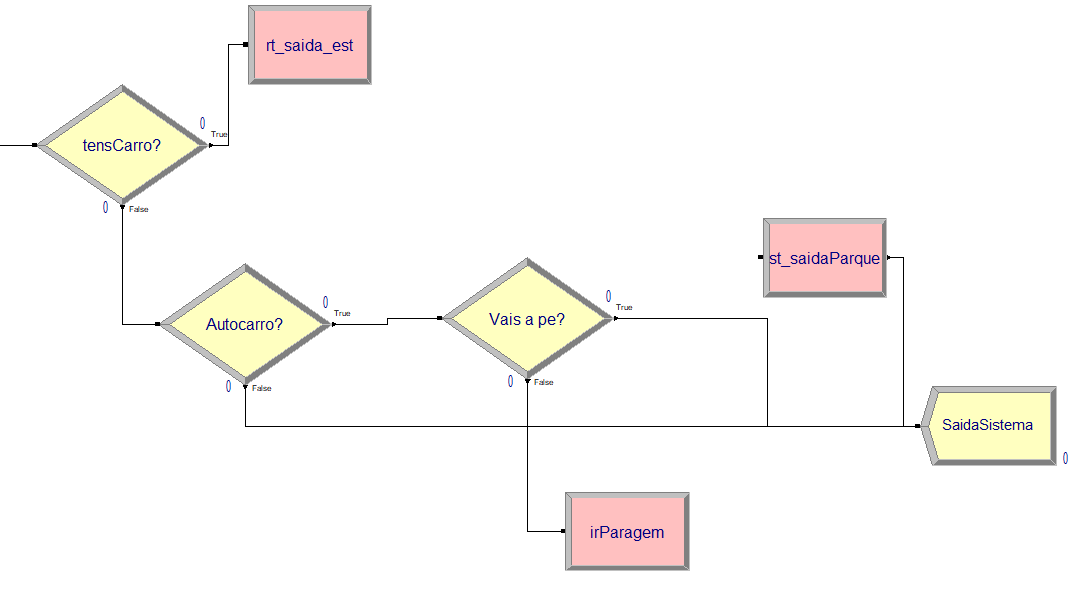 rt_saida_est
0
True
tensCarro?
0
False
st_saidaParque
0
True
Autocarro?
0
False
0
True
Vais a pe?
0
False
SaidaSistema
0
irParagem